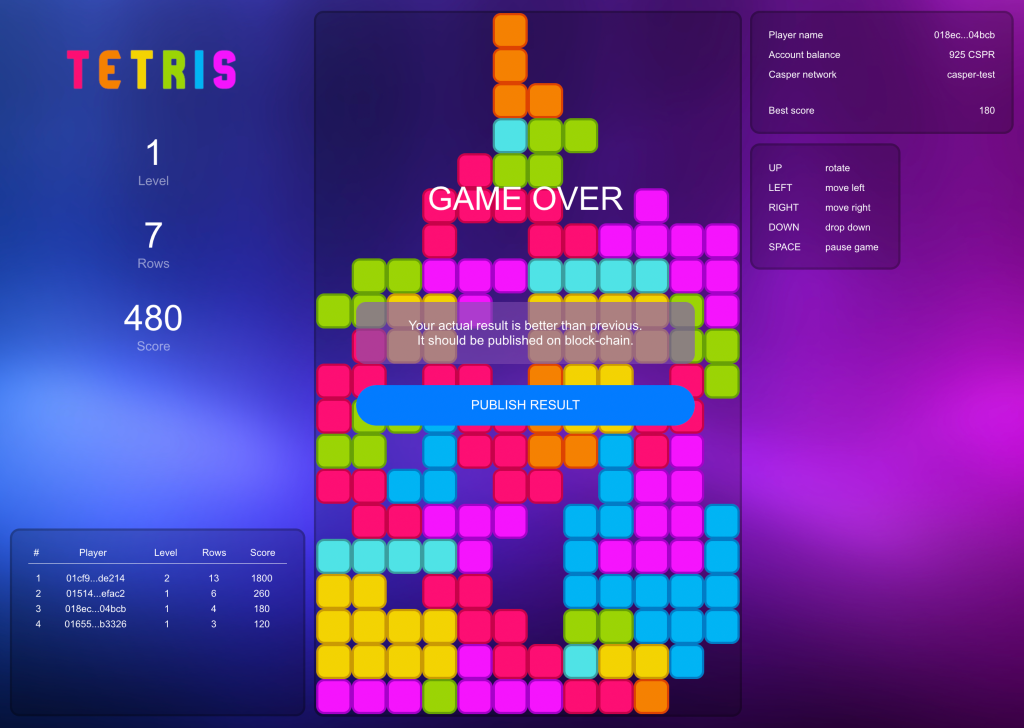 TETRIS
1
Level
7
Rows
480
Score
# Player Level Rows Score
1 01cf9...de214 2 13 1800
2 01514...efac2 1 6 260
3 018ec...04bcb 1 4 180
4 01655...b3326 1 3 120
GAME OVER
Your actual result is better than previous.
It should be published on block-chain.
PUBLISH RESULT
Player name 018ec...04bcb
Account balance 925 CSPR
Casper network casper-test
Best score 180
UP rotate
LEFT move left
RIGHT move right
DOWN drop down
SPACE pause game